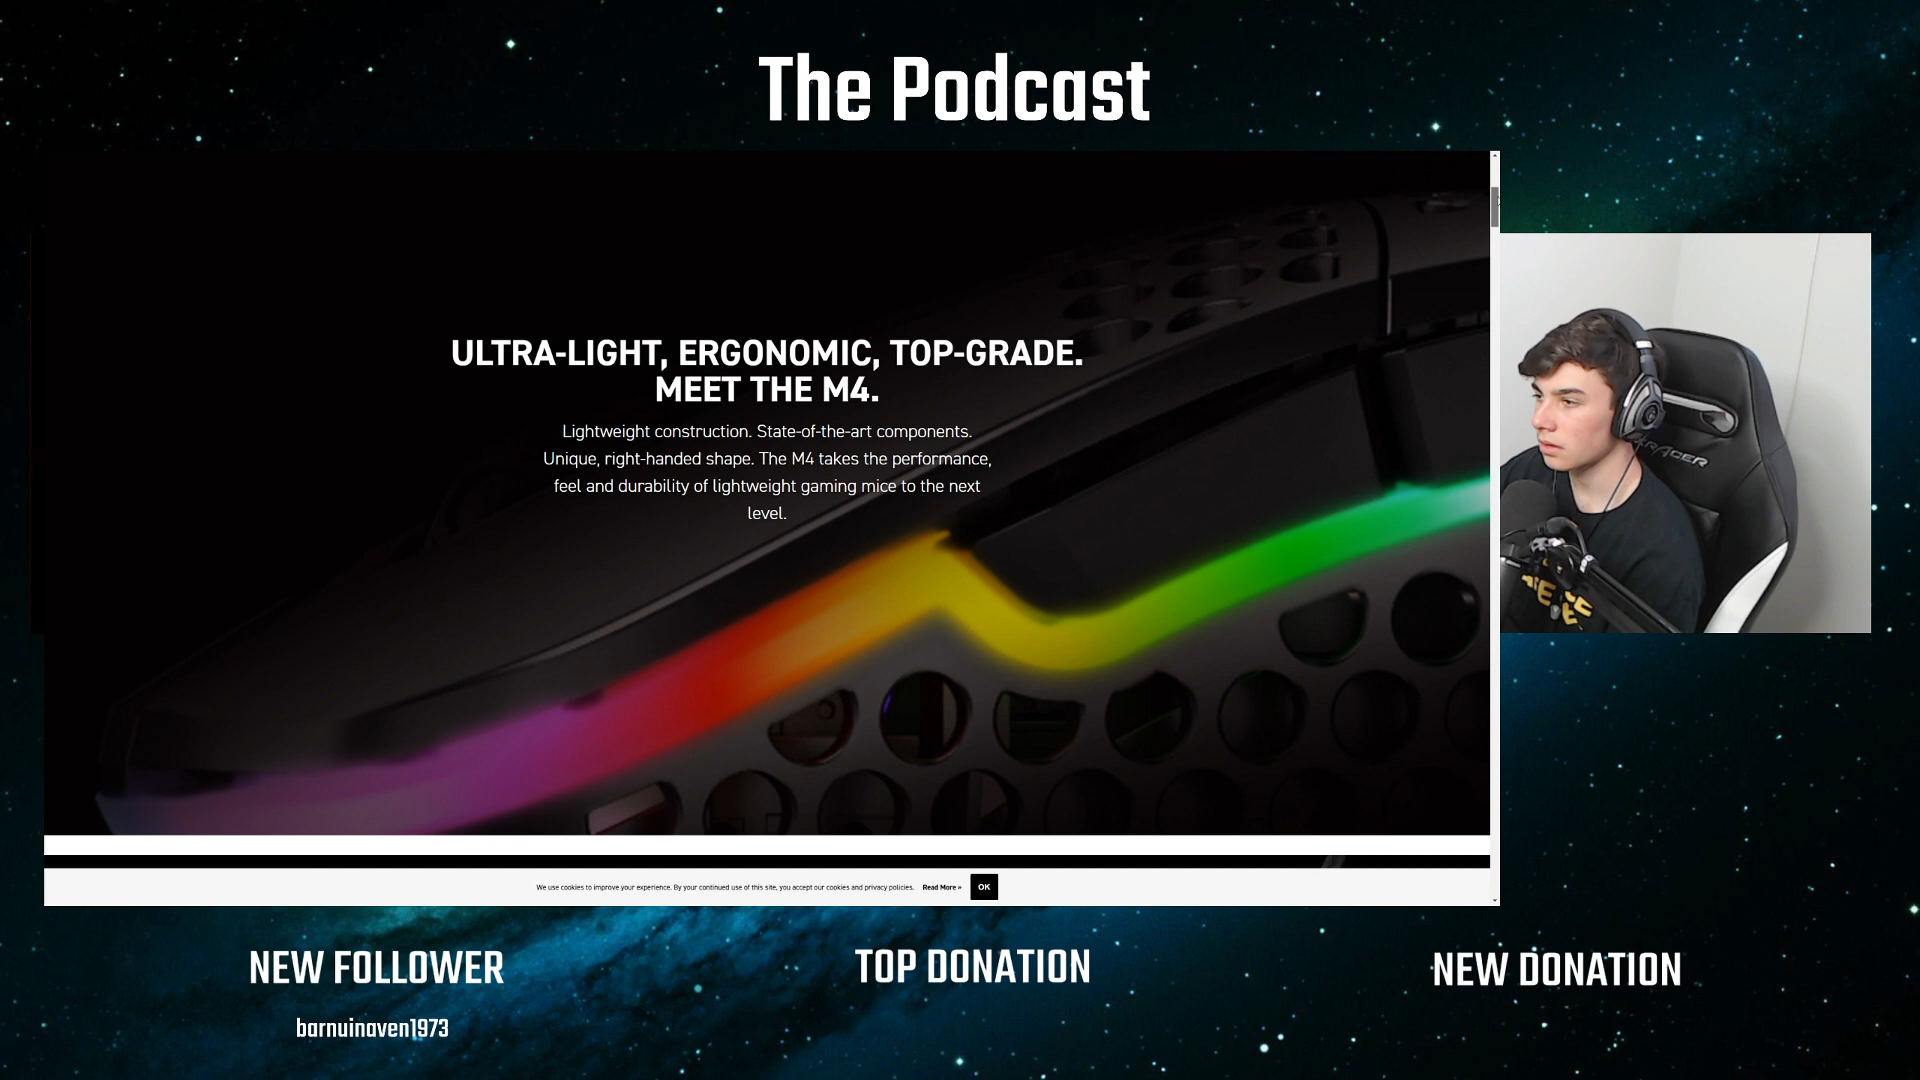 The Podcast
ULTRA-LIGHT, ERGONOMIC, TOP-GRADE.
MEET THE M4.
Lightweight construction. State-of-the-art components.
Unique, right-handed shape. The M4 takes the performance,
feel and durability of lightweight gaming mice to the next
level.
We use cookies to improve your experience. By your continued use of this site, you accept our cookies and privacy policies. Read More » OK
NEW FOLLOWER
TOP DONATION
NEW DONATION
barnuinaven1973